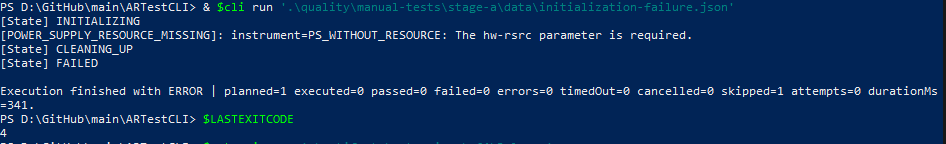 PS D:\GitHub\main\ARTestCLI> & $cli run '.\quality\manual-tests\stage-a\data\initialization-failure.json'
[State] INITIALIZING
[POWER_SUPPLY_RESOURCE_MISSING]: instrument=PS_WITHOUT_RESOURCE: The hw-rsrc parameter is required.
[State] CLEANING_UP
[State] FAILED
Execution finished with ERROR | planned=1 executed=0 passed=0 failed=0 errors=0 timedOut=0 cancelled=0 skipped=1 attempts=0 durationMs
=341.
PS D:\GitHub\main\ARTestCLI> $LASTEXITCODE
4